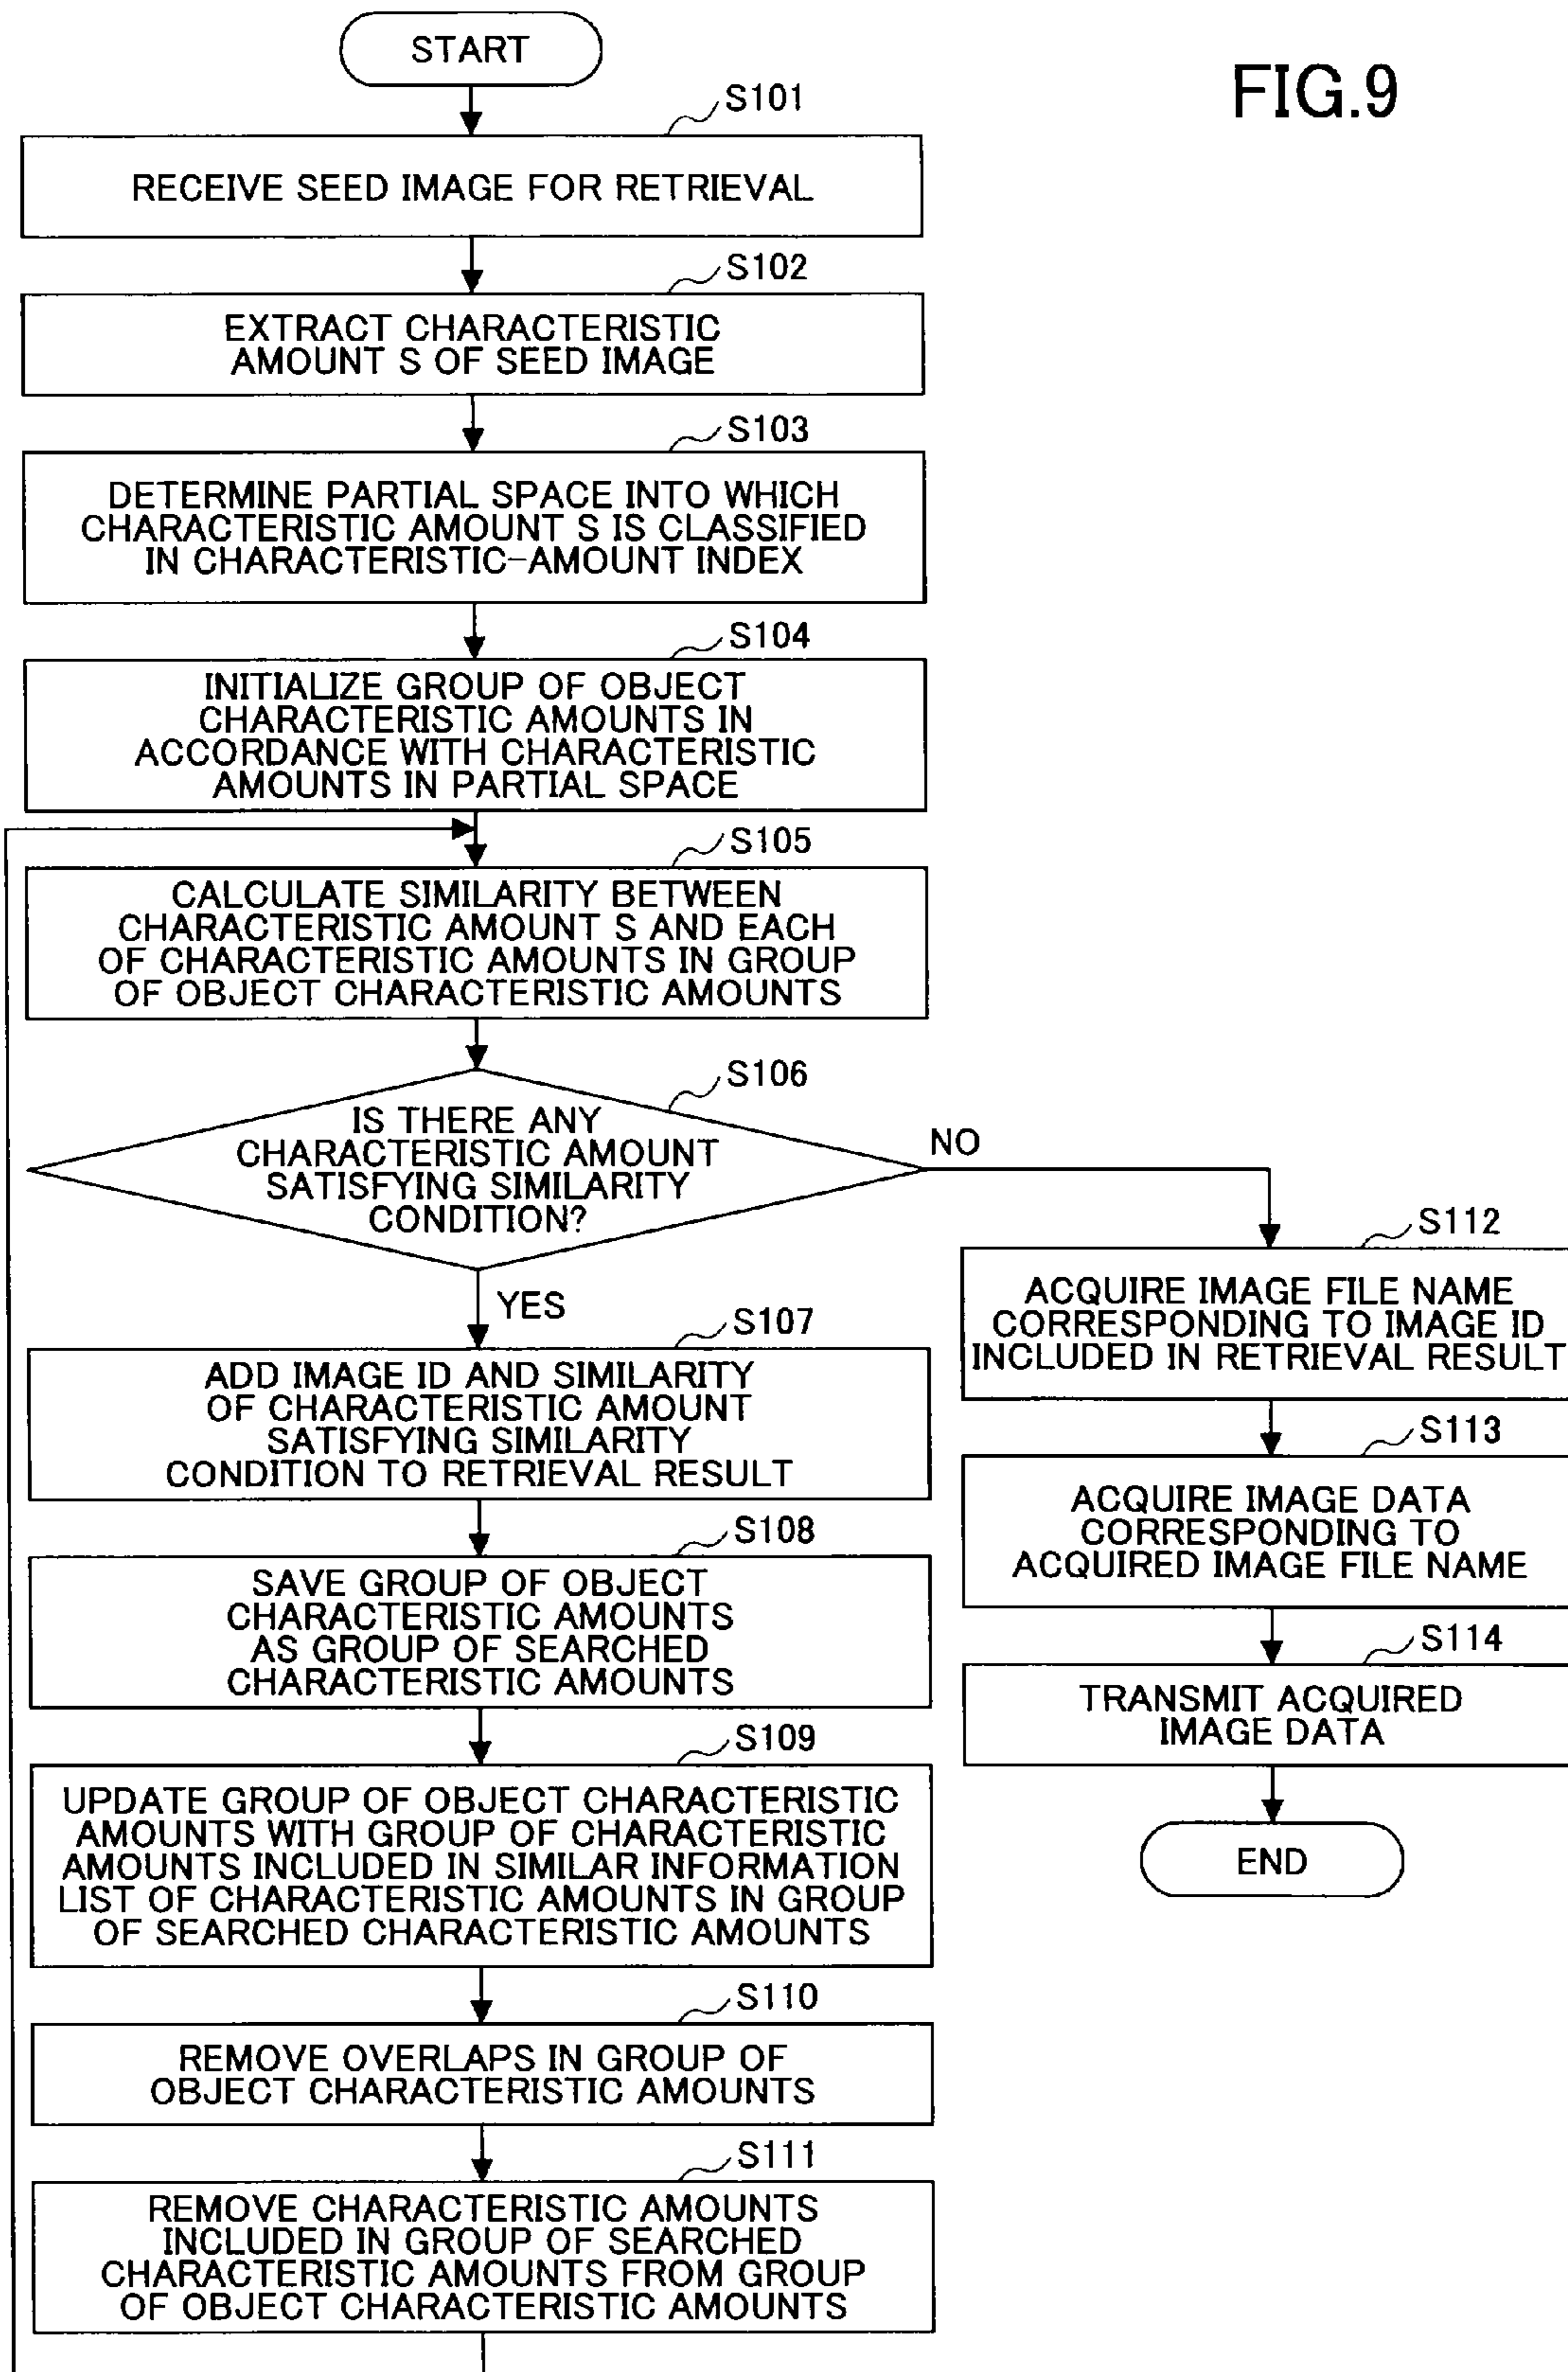 FIG.9
START
S101
RECEIVE SEED IMAGE FOR RETRIEVAL
S102
EXTRACT CHARACTERISTIC
AMOUNT S OF SEED IMAGE
S103
DETERMINE PARTIAL SPACE INTO WHICH
CHARACTERISTIC AMOUNT S IS CLASSIFIED
IN CHARACTERISTIC-AMOUNT INDEX
S104
INITIALIZE GROUP OF OBJECT
CHARACTERISTIC AMOUNTS IN
ACCORDANCE WITH CHARACTERISTIC
AMOUNTS IN PARTIAL SPACE
S105
CALCULATE SIMILARITY BETWEEN
CHARACTERISTIC AMOUNT S AND EACH
OF CHARACTERISTIC AMOUNTS IN GROUP
OF OBJECT CHARACTERISTIC AMOUNTS
S106
IS THERE ANY
CHARACTERISTIC AMOUNT
SATISFYING SIMILARITY
CONDITION?
NO
YES
S107
ADD IMAGE ID AND SIMILARITY
OF CHARACTERISTIC AMOUNT
SATISFYING SIMILARITY
CONDITION TO RETRIEVAL RESULT
S108
SAVE GROUP OF OBJECT
CHARACTERISTIC AMOUNTS
AS GROUP OF SEARCHED
CHARACTERISTIC AMOUNTS
S109
UPDATE GROUP OF OBJECT CHARACTERISTIC
AMOUNTS WITH GROUP OF CHARACTERISTIC
AMOUNTS INCLUDED IN SIMILAR INFORMATION
LIST OF CHARACTERISTIC AMOUNTS IN GROUP
OF SEARCHED CHARACTERISTIC AMOUNTS
S110
REMOVE OVERLAPS IN GROUP OF
OBJECT CHARACTERISTIC AMOUNTS
S111
REMOVE CHARACTERISTIC AMOUNTS
INCLUDED IN GROUP OF SEARCHED
CHARACTERISTIC AMOUNTS FROM GROUP
OF OBJECT CHARACTERISTIC AMOUNTS
S112
ACQUIRE IMAGE FILE NAME
CORRESPONDING TO IMAGE ID
INCLUDED IN RETRIEVAL RESULT
S113
ACQUIRE IMAGE DATA
CORRESPONDING TO
ACQUIRED IMAGE FILE NAME
S114
TRANSMIT ACQUIRED
IMAGE DATA
END